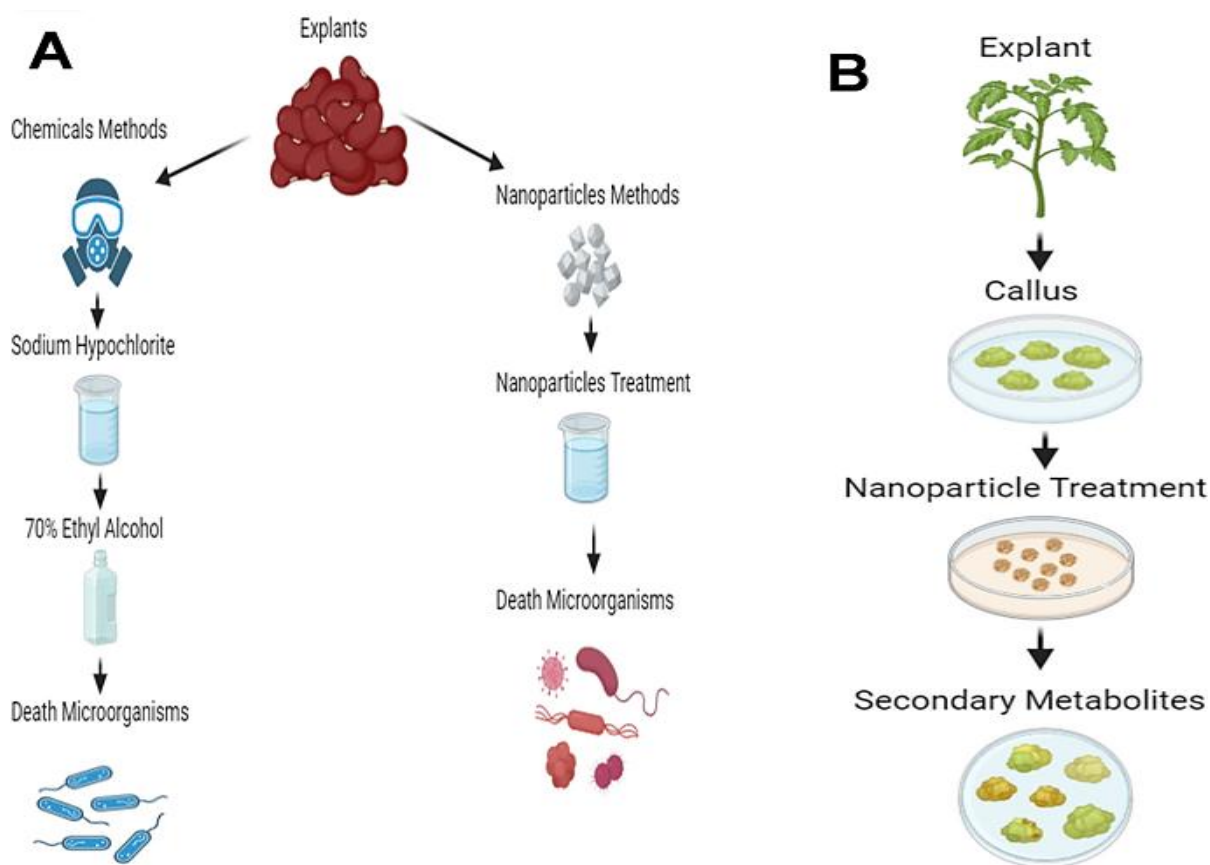 A
Explants
Chemicals Methods
Sodium Hypochlorite
70% Ethyl Alcohol
Death Microorganisms
Nanoparticles Methods
Nanoparticles Treatment
Death Microorganisms
B
Explant
Callus
Nanoparticle Treatment
Secondary Metabolites